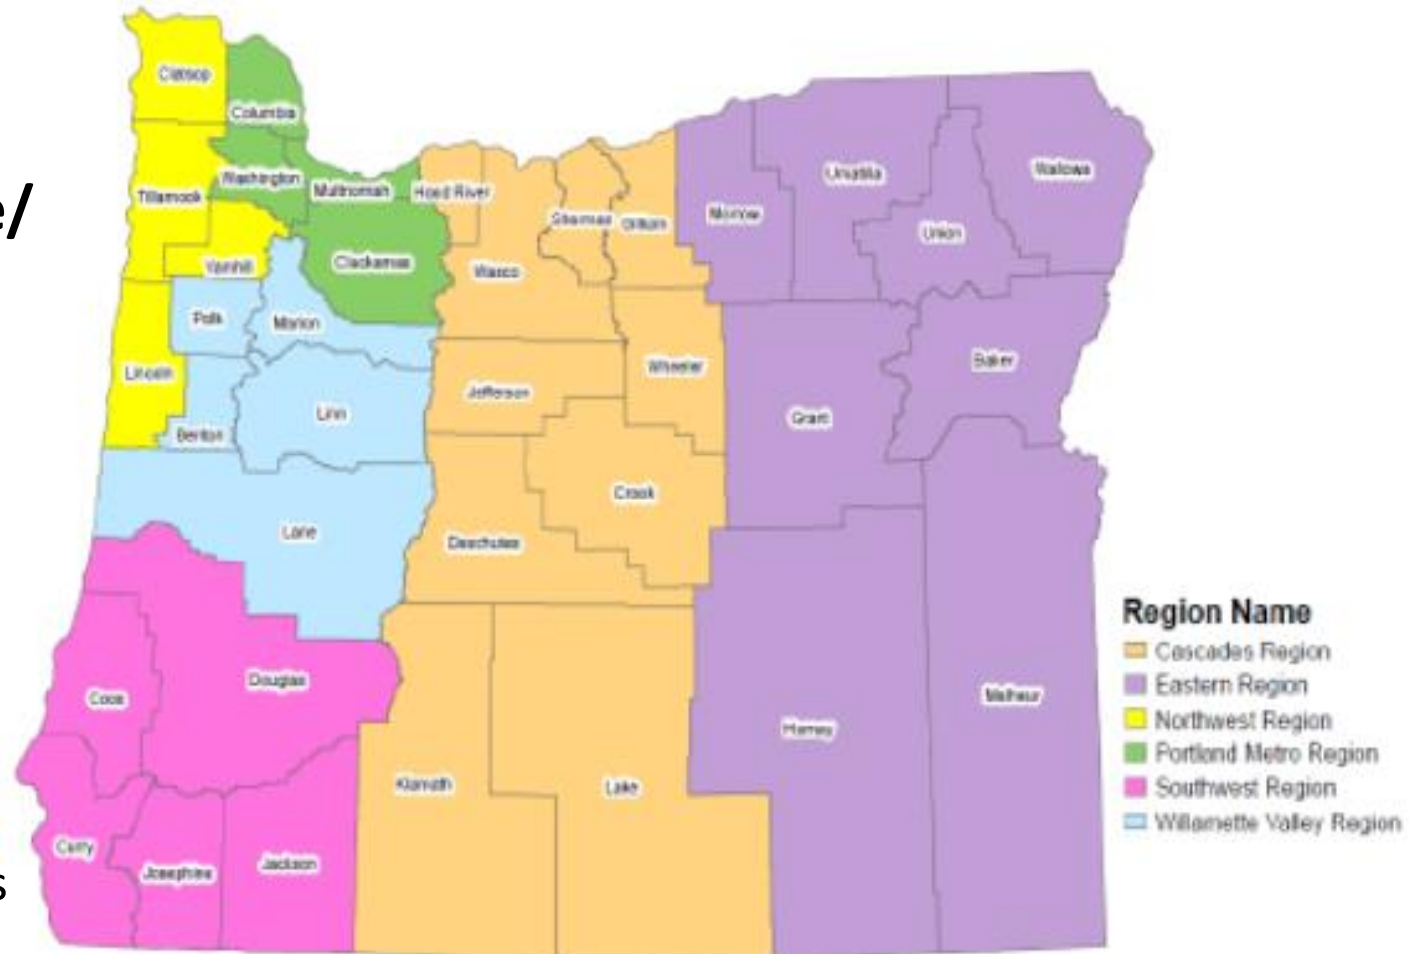 e/
s
Clatsop
Columbia
Tillamook
Washington
Multnomah
Hood River
Yamhill
Clackamas
Wasco
Sherman
Gilliam
Morrow
Umatilla
Union
Wallowa
Polk
Marion
Lincoln
Benton
Linn
Jefferson
Wheeler
Grant
Baker
Lane
Deschutes
Crook
Coos
Douglas
Klamath
Lake
Harney
Malheur
Curry
Josephine
Jackson
Region Name
Cascades Region
Eastern Region
Northwest Region
Portland Metro Region
Southwest Region
Willamette Valley Region